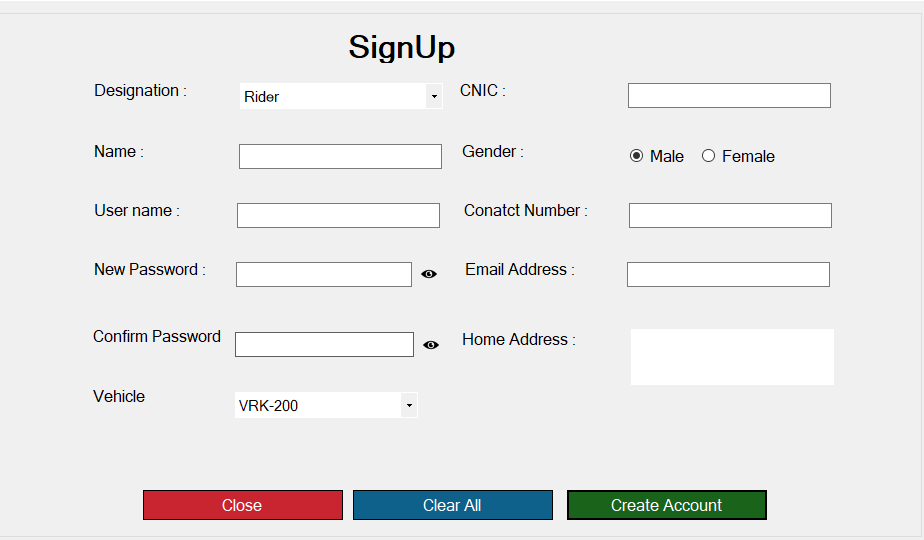 SignUp
Designation : Rider CNIC :
Name : Gender : Male Female
User name : Conatct Number :
New Password : Email Address :
Confirm Password Home Address :
Vehicle VRK-200
Close Clear All Create Account